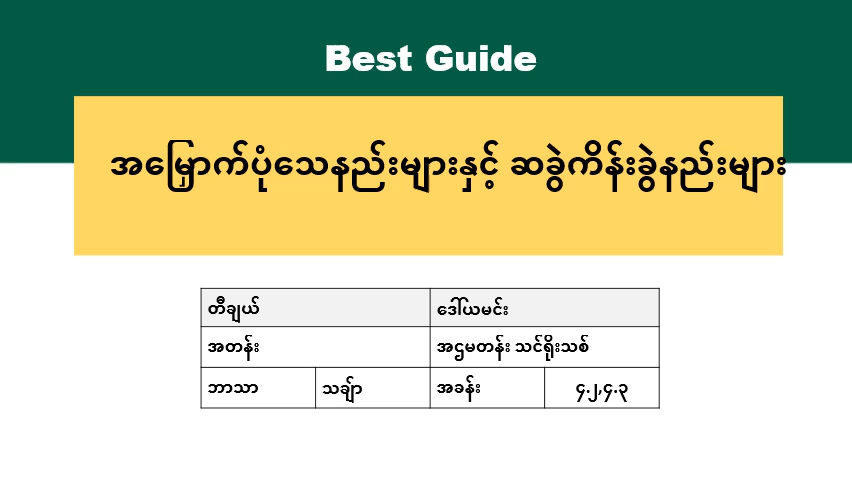 Best Guide
အမြှောက်ပုံသေနည်းများနှင့် ဆခွဲကိန်းခွဲနည်းများ
တီချယ် ဒေါ်ယမင်း
အတန်း အဌမတန်း သင်ရိုးသစ်
ဘာသာ သချ်ာ အခန်း ၄.၂,၄.၃